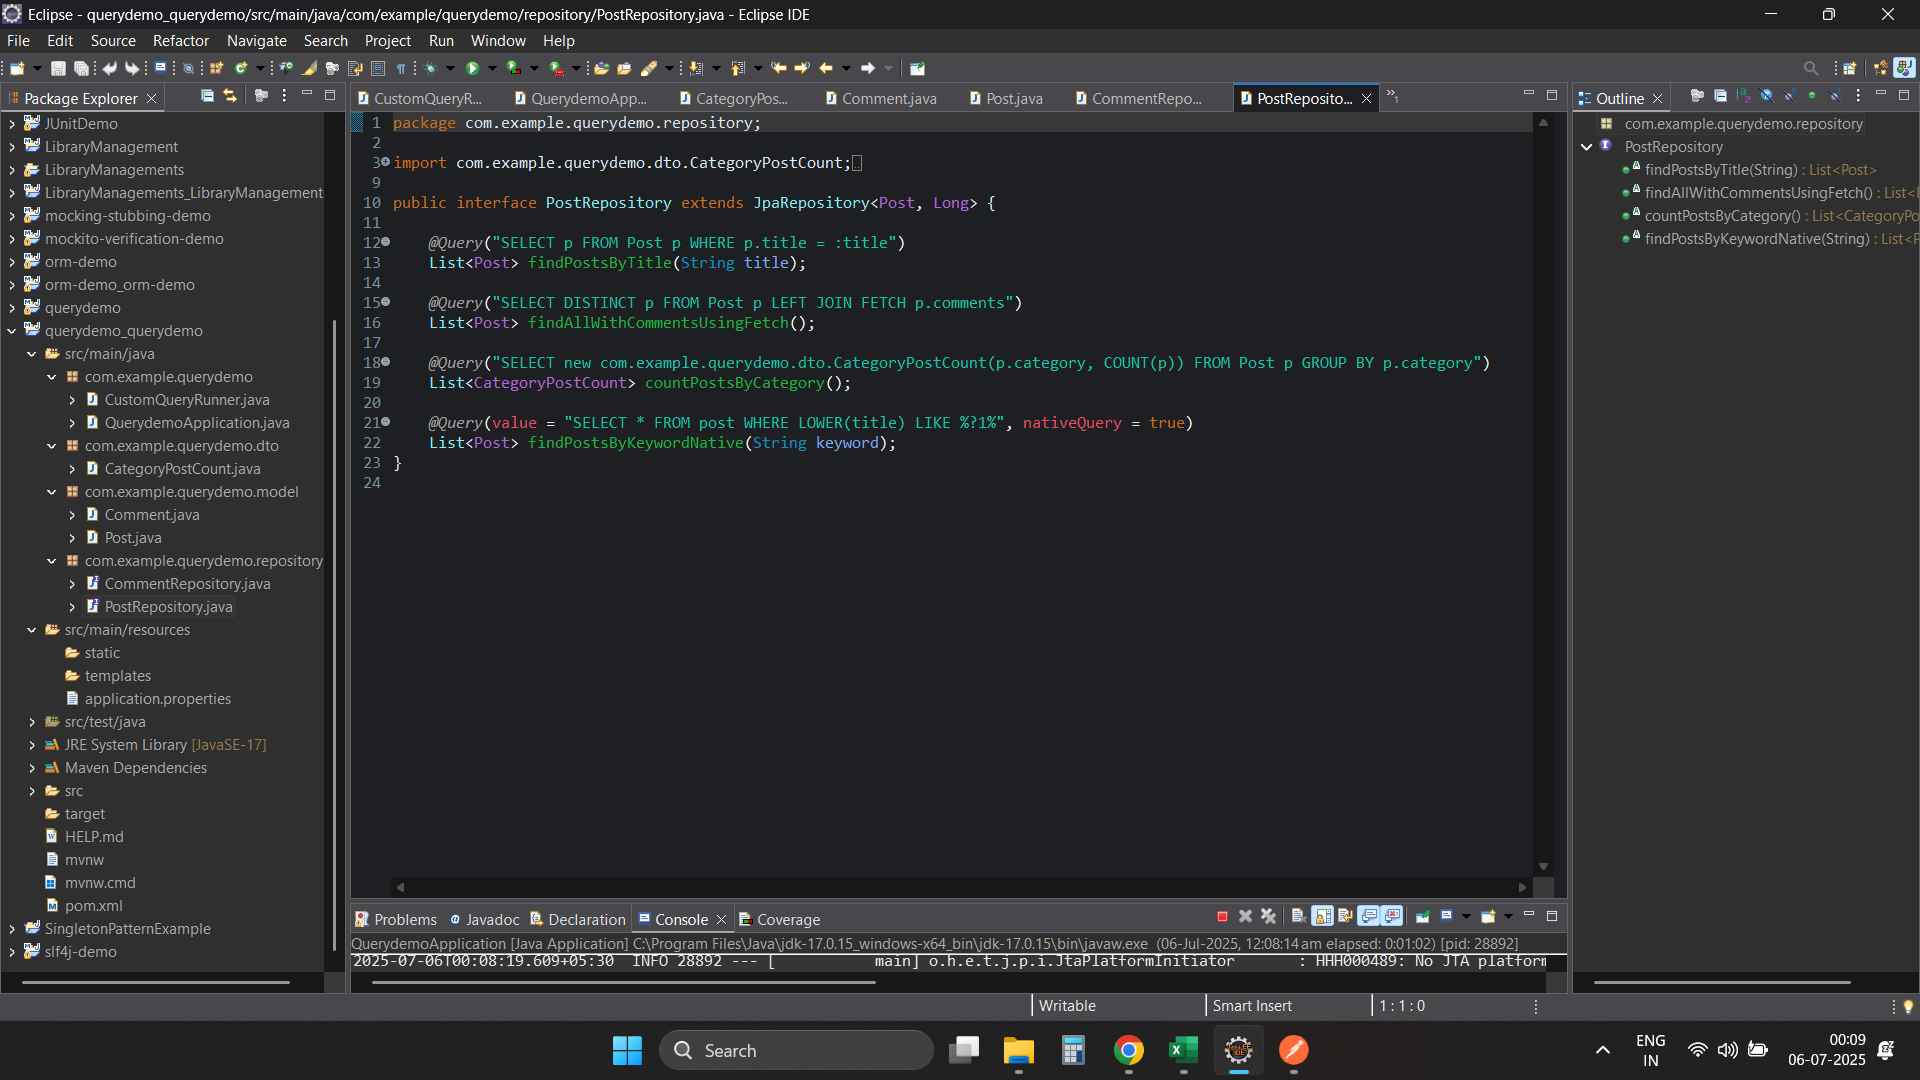 Eclipse - querydemo_querydemo/src/main/java/com/example/querydemo/repository/PostRepository.java - Eclipse IDE
File Edit Source Refactor Navigate Search Project Run Window Help
Package Explorer
JUnitDemo
LibraryManagement
LibraryManagements
LibraryManagements_LibraryManagement
mocking-stubbing-demo
mockito-verification-demo
orm-demo
orm-demo_orm-demo
querydemo
querydemo_querydemo
src/main/java
com.example.querydemo
CustomQueryRunner.java
QuerydemoApplication.java
com.example.querydemo.dto
CategoryPostCount.java
com.example.querydemo.model
Comment.java
Post.java
com.example.querydemo.repository
CommentRepository.java
PostRepository.java
src/main/resources
static
templates
application.properties
src/test/java
JRE System Library [JavaSE-17]
Maven Dependencies
src
target
HELP.md
mvnw
mvnw.cmd
pom.xml
SingletonPatternExample
slf4j-demo
CustomQueryR... QuerydemoApp... CategoryPos... Comment.java Post.java CommentRepo... PostReposito... 1
1 package com.example.querydemo.repository;
2
3 import com.example.querydemo.dto.CategoryPostCount;
9
10 public interface PostRepository extends JpaRepository<Post, Long> {
11
12 @Query("SELECT p FROM Post p WHERE p.title = :title")
13 List<Post> findPostsByTitle(String title);
14
15 @Query("SELECT DISTINCT p FROM Post p LEFT JOIN FETCH p.comments")
16 List<Post> findAllWithCommentsUsingFetch();
17
18 @Query("SELECT new com.example.querydemo.dto.CategoryPostCount(p.category, COUNT(p)) FROM Post p GROUP BY p.category")
19 List<CategoryPostCount> countPostsByCategory();
20
21 @Query(value = "SELECT * FROM post WHERE LOWER(title) LIKE %?1%", nativeQuery = true)
22 List<Post> findPostsByKeywordNative(String keyword);
23 }
24
Outline
com.example.querydemo.repository
PostRepository
findPostsByTitle(String) : List<Post>
findAllWithCommentsUsingFetch() : List<
countPostsByCategory() : List<CategoryPo
findPostsByKeywordNative(String) : List<P
Problems Javadoc Declaration Console Coverage
QuerydemoApplication [Java Application] C:\Program Files\Java\jdk-17.0.15_windows-x64_bin\jdk-17.0.15\bin\javaw.exe (06-Jul-2025, 12:08:14 am elapsed: 0:01:02) [pid: 28892]
2025-07-06T00:08:19.609+05:30 INFO 28892 --- [ main] o.h.e.t.j.p.i.JtaPlatformInitiator : HHH000489: No JTA platform
Writable Smart Insert 1 : 1 : 0
Search
ENG
IN
00:09
06-07-2025